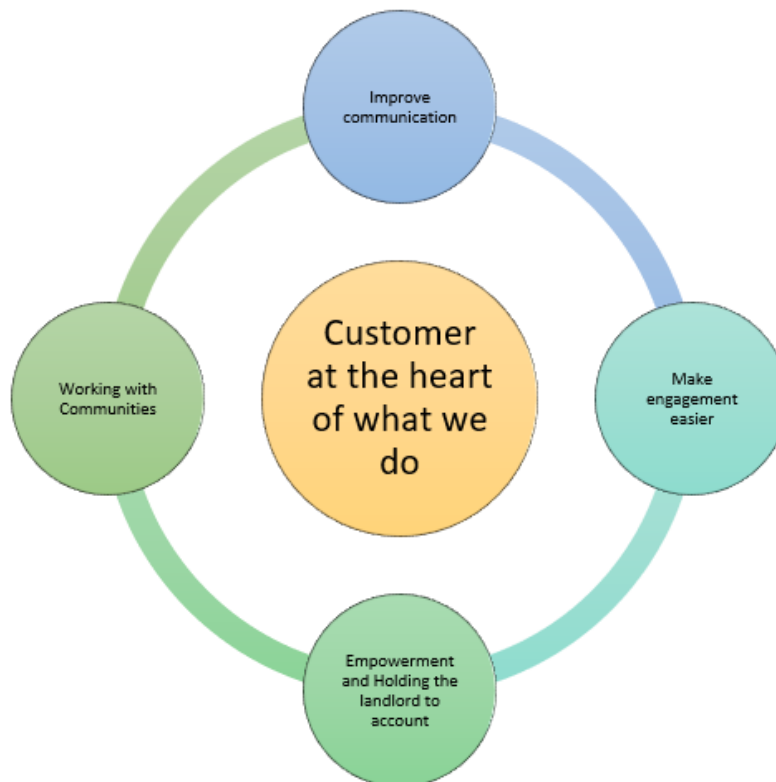 Improve
communication
Customer
at the heart
of what we
do
Working with
Communities
Make
engagement
easier
Empowerment
and Holding the
landlord to
account